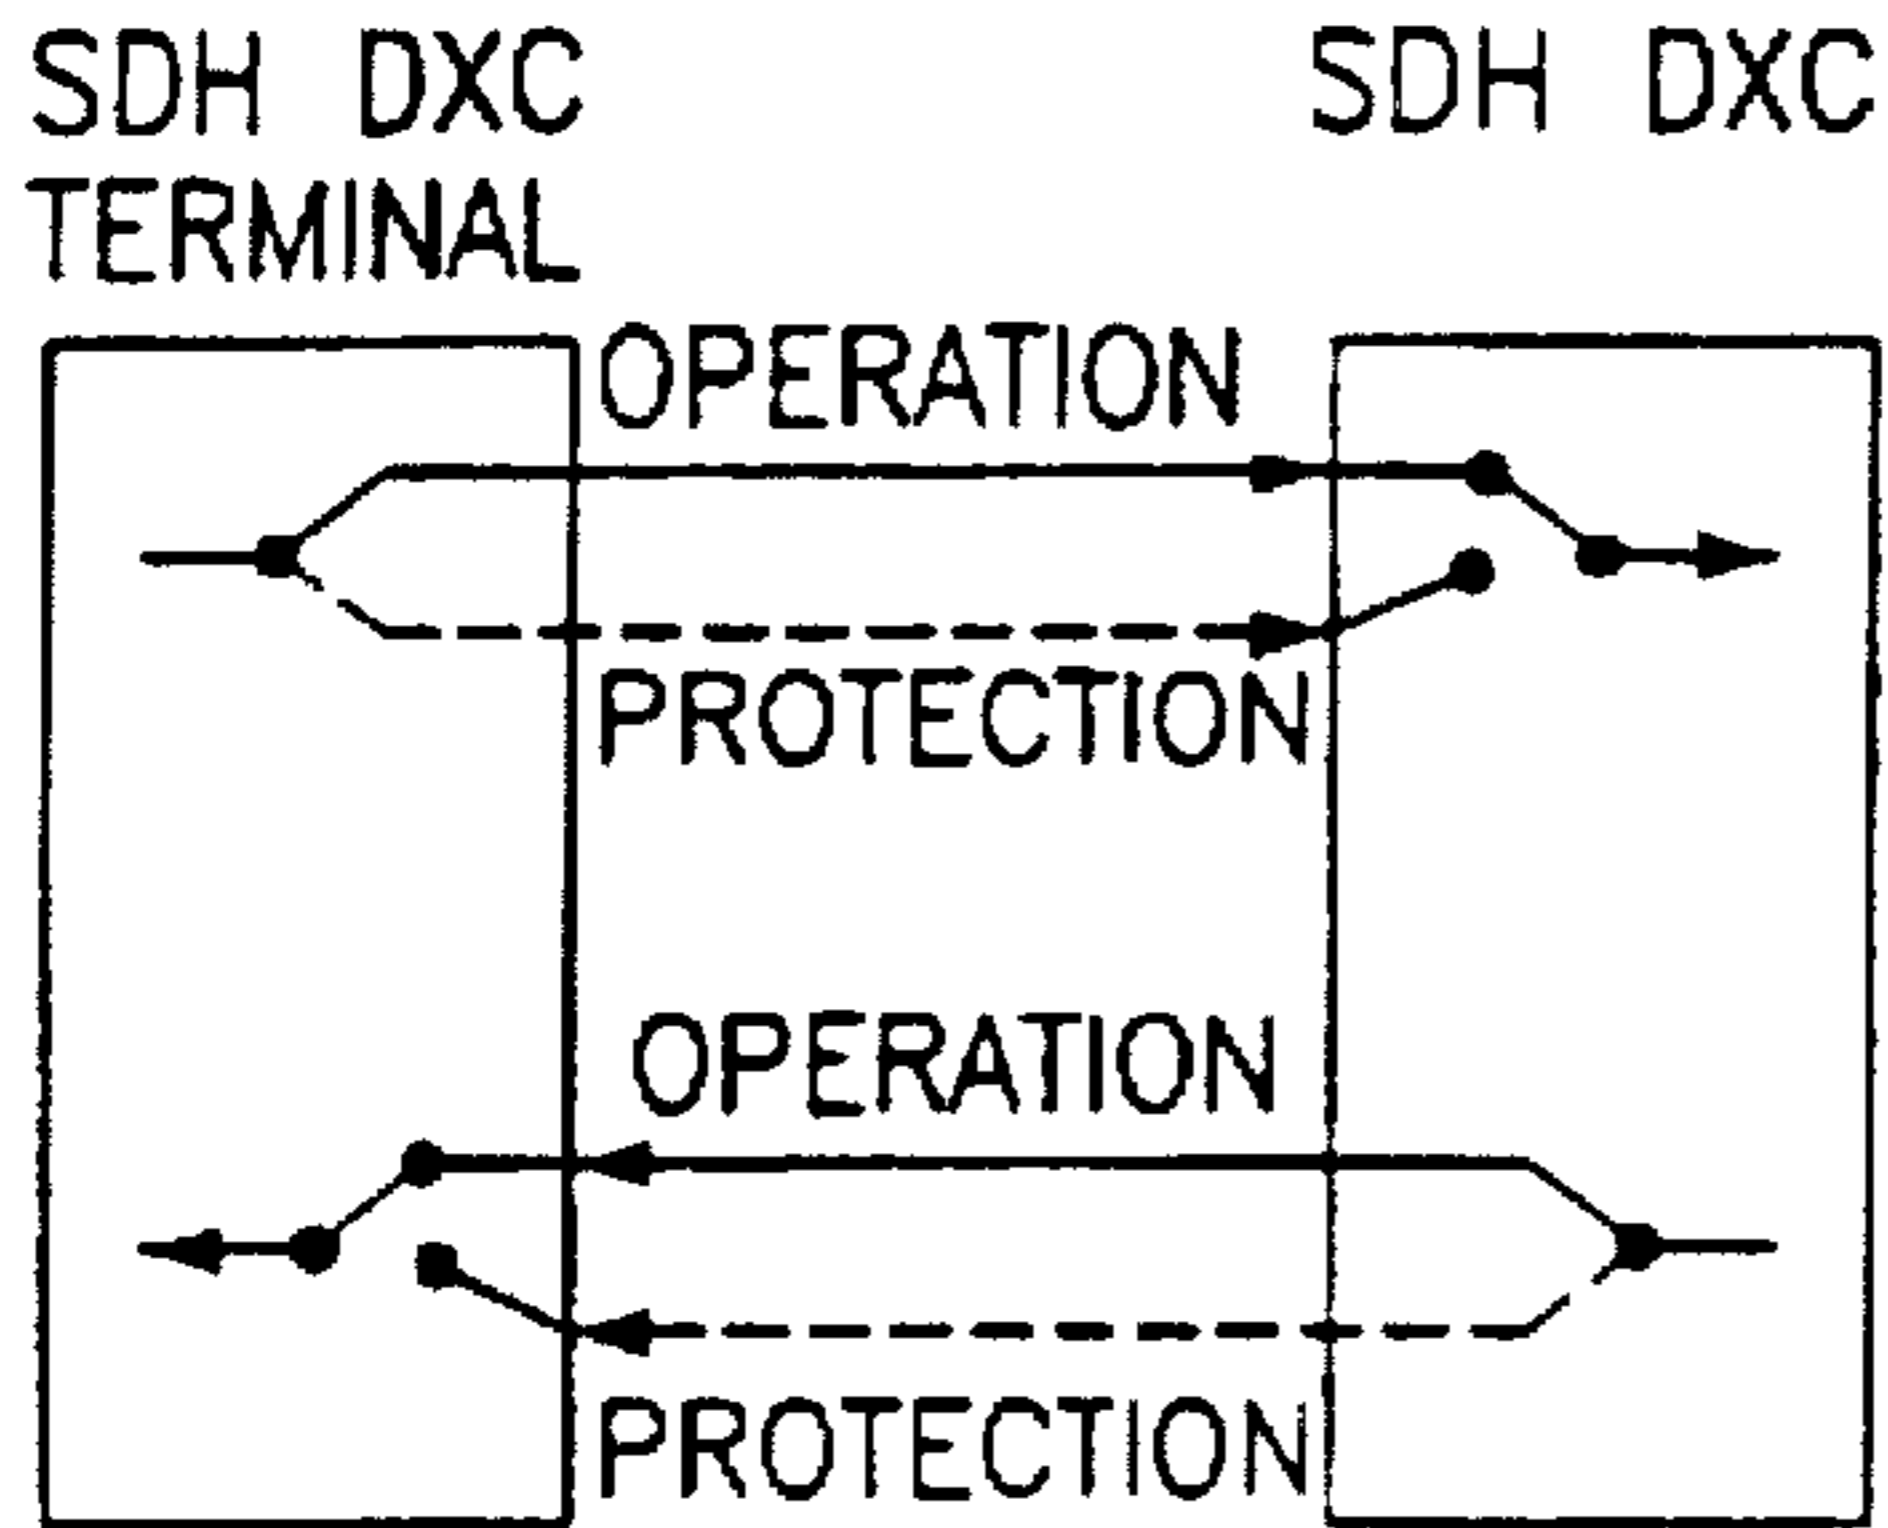 SDH DXC
TERMINAL
SDH DXC
OPERATION
PROTECTION
OPERATION
PROTECTION